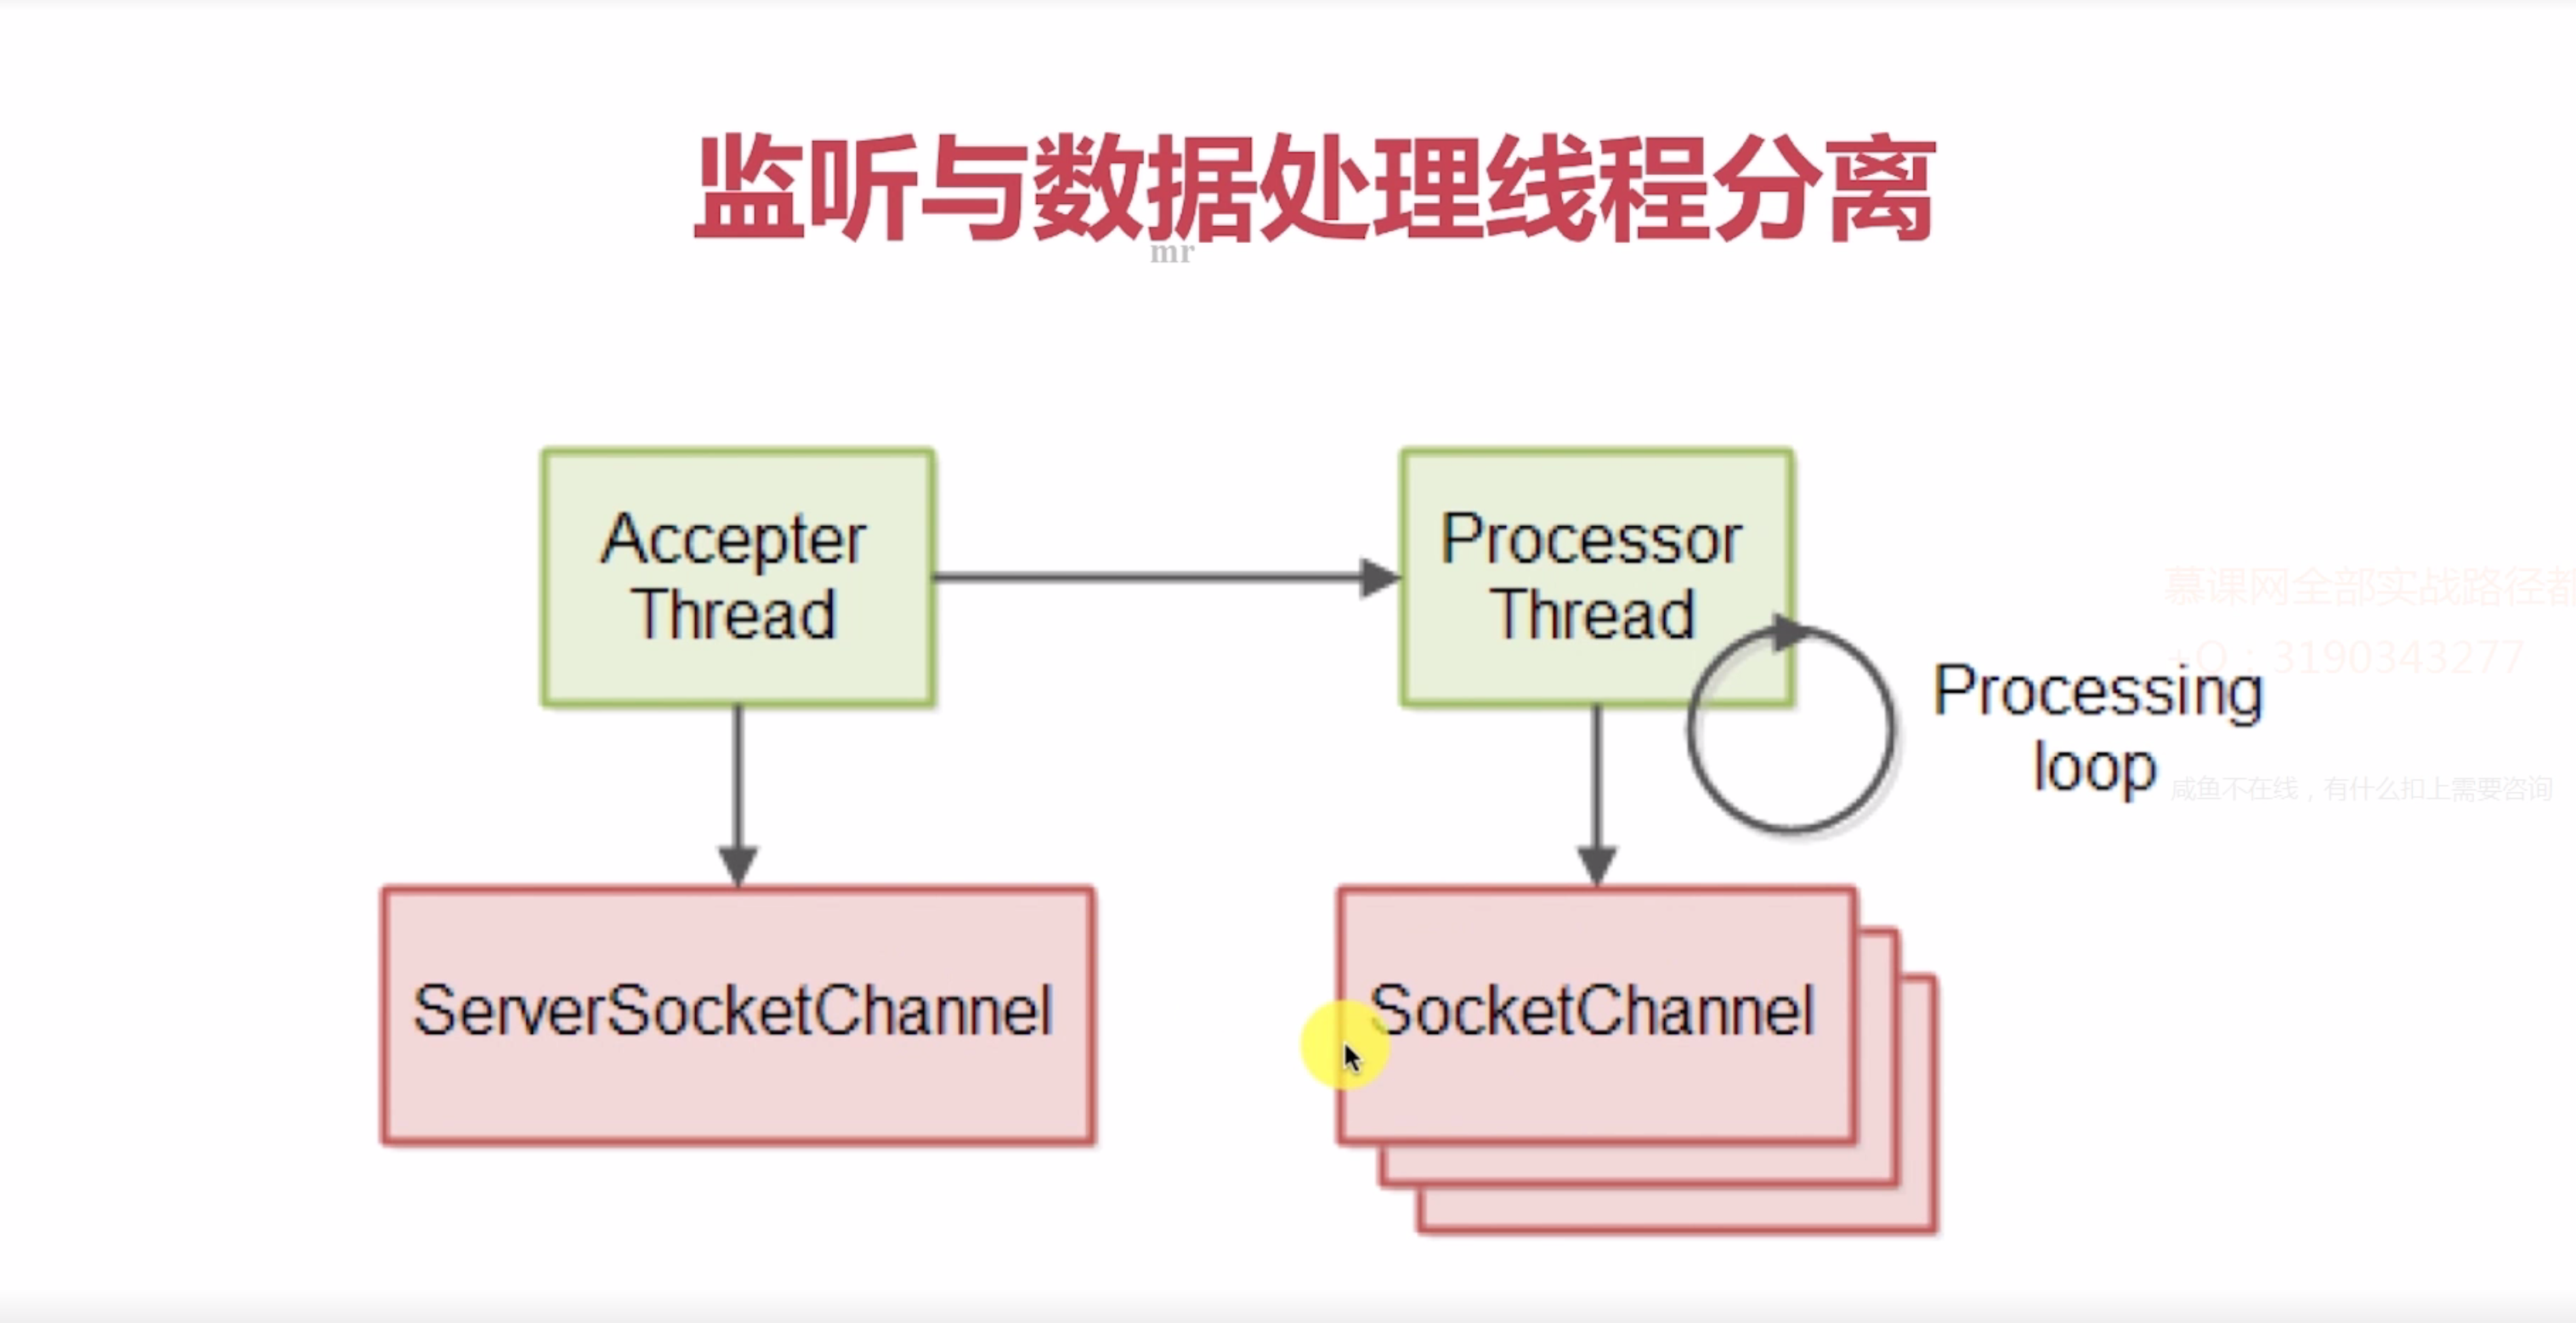 监听与数据处理线程分离
mr
Accepter
Thread
Processor
Thread
慕课网全部实战路径都
+Q：3190343277
Processing
loop
咸鱼不在线，有什么扣上需要咨询
ServerSocketChannel
SocketChannel